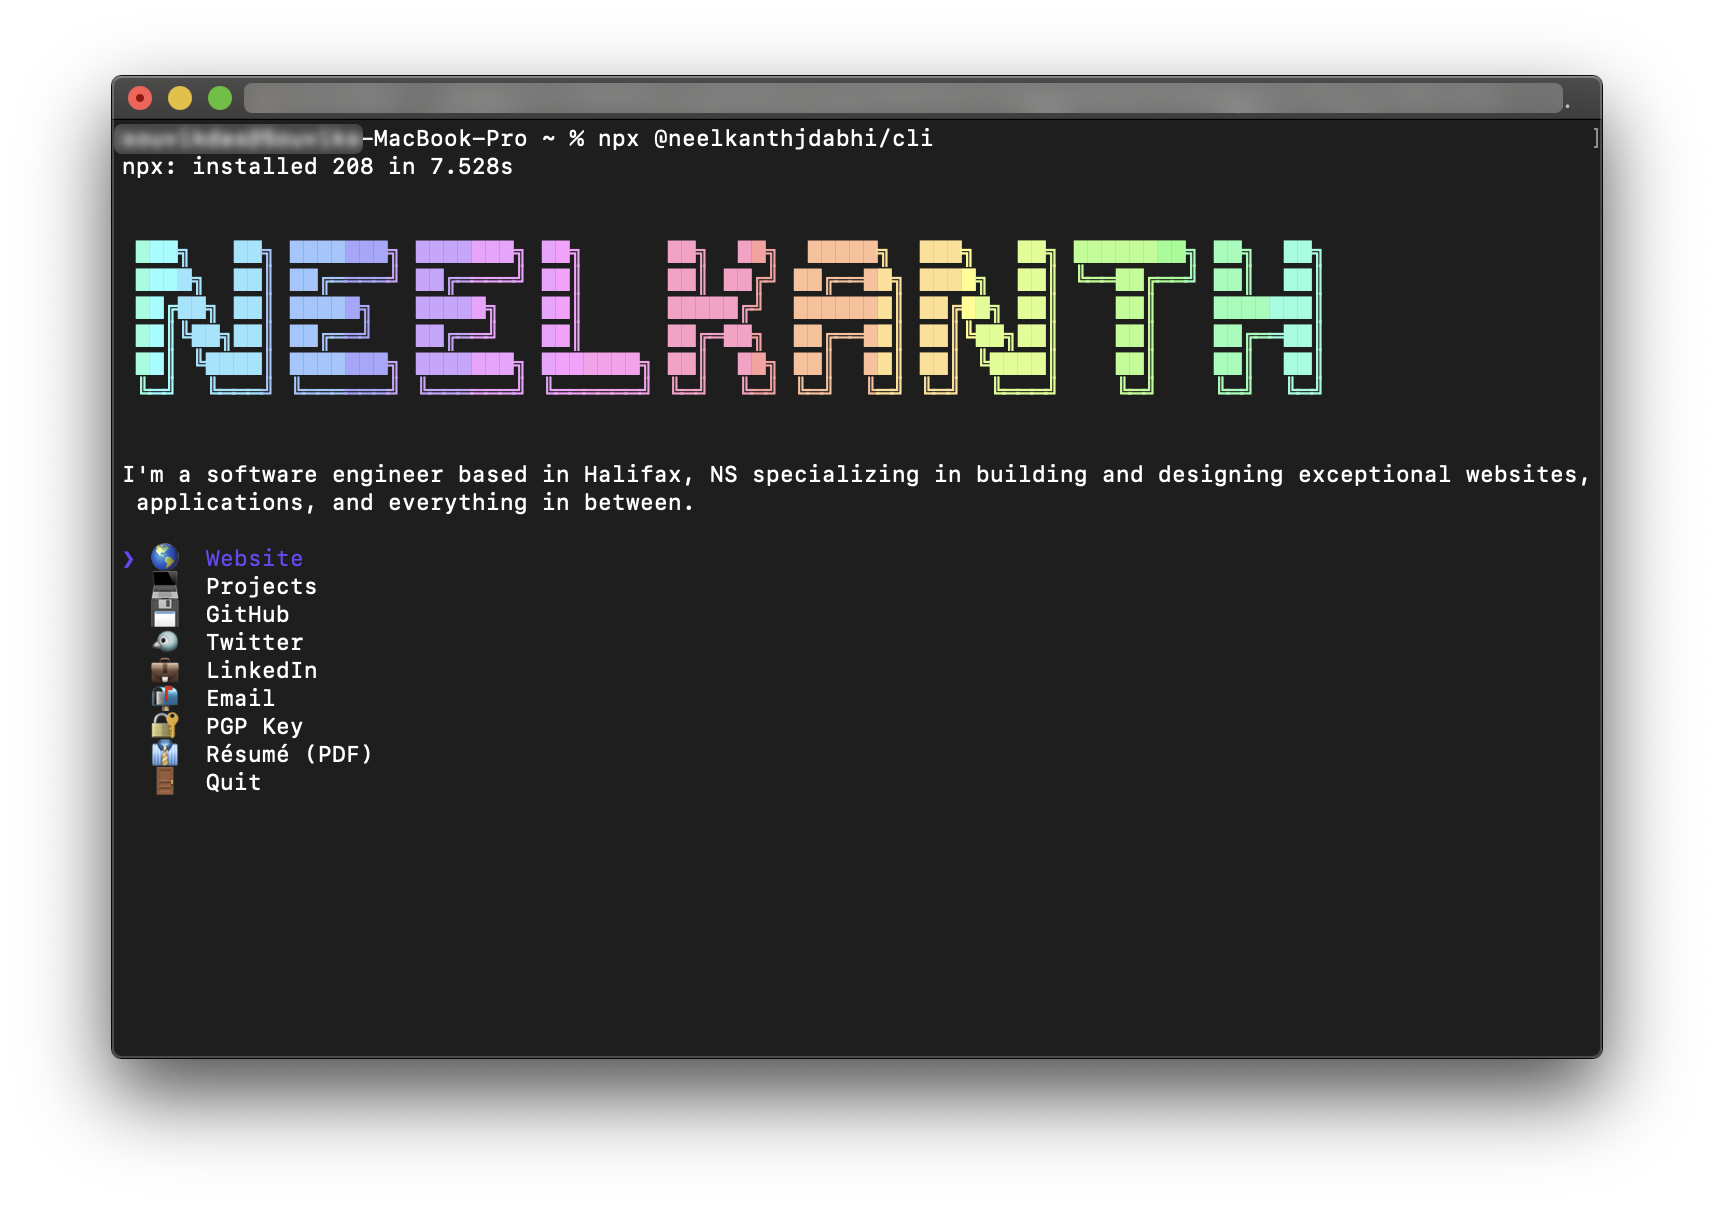 -MacBook-Pro ~ % npx @neelkanthjdabhi/cli ]
npx: installed 208 in 7.528s
NEELKANTH
I'm a software engineer based in Halifax, NS specializing in building and designing exceptional websites,
applications, and everything in between.
❯ Website
Projects
GitHub
Twitter
LinkedIn
Email
PGP Key
Résumé (PDF)
Quit